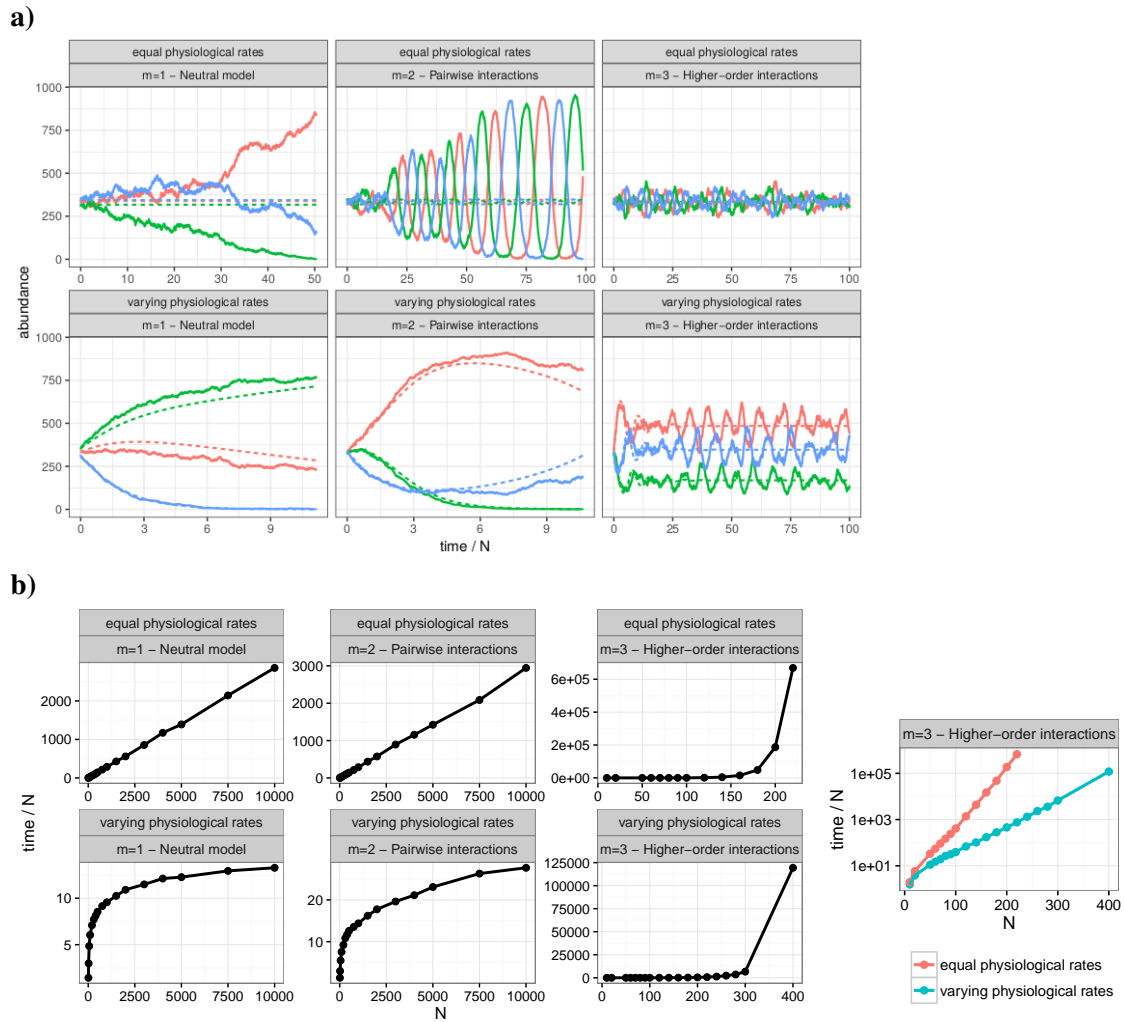 a)
equal physiological rates
m=1 − Neutral model
equal physiological rates
m=2 − Pairwise interactions
equal physiological rates
m=3 − Higher−order interactions
1000
750
500
250
0
0 10 20 30 40 50
0 25 50 75 100
0 25 50 75 100
abundance
varying physiological rates
m=1 − Neutral model
varying physiological rates
m=2 − Pairwise interactions
varying physiological rates
m=3 − Higher−order interactions
1000
750
500
250
0
0 3 6 9
0 3 6 9
0 25 50 75 100
time / N
b)
equal physiological rates
m=1 − Neutral model
2000
1000
0
0 2500 5000 7500 10000
equal physiological rates
m=2 − Pairwise interactions
3000
2000
1000
0
0 2500 5000 7500 10000
equal physiological rates
m=3 − Higher−order interactions
6e+05
4e+05
2e+05
0e+00
0 50 100 150 200
time / N
varying physiological rates
m=1 − Neutral model
10
5
0 2500 5000 7500 10000
varying physiological rates
m=2 − Pairwise interactions
20
10
0 2500 5000 7500 10000
varying physiological rates
m=3 − Higher−order interactions
125000
100000
75000
50000
25000
0
0 100 200 300 400
N
m=3 − Higher−order interactions
time / N
1e+05
1e+03
1e+01
0 100 200 300 400
N
equal physiological rates
varying physiological rates